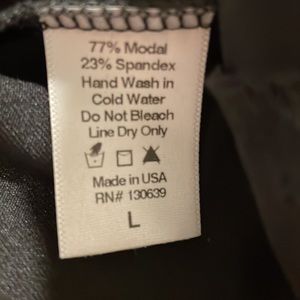 77% Modal
23% Spandex
Hand Wash in
Cold Water
Do Not Bleach
Line Dry Only
Made in USA
RN# 130639
L